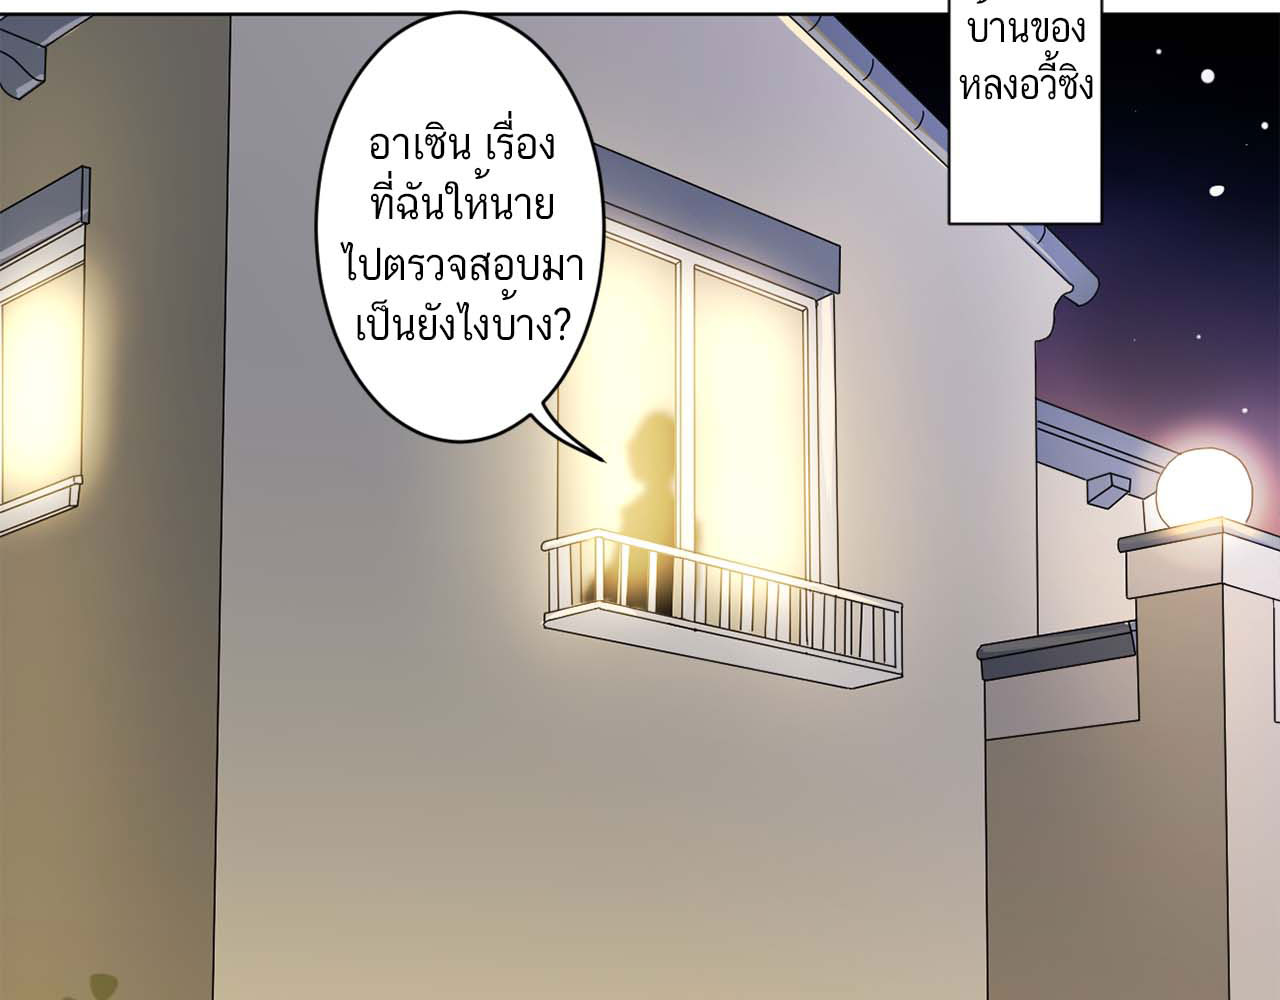 บ้านของ
หลงอวี้ซิง
อาเซิน เรื่อง
ที่ฉันให้นาย
ไปตรวจสอบมา
เป็นยังไงบ้าง?